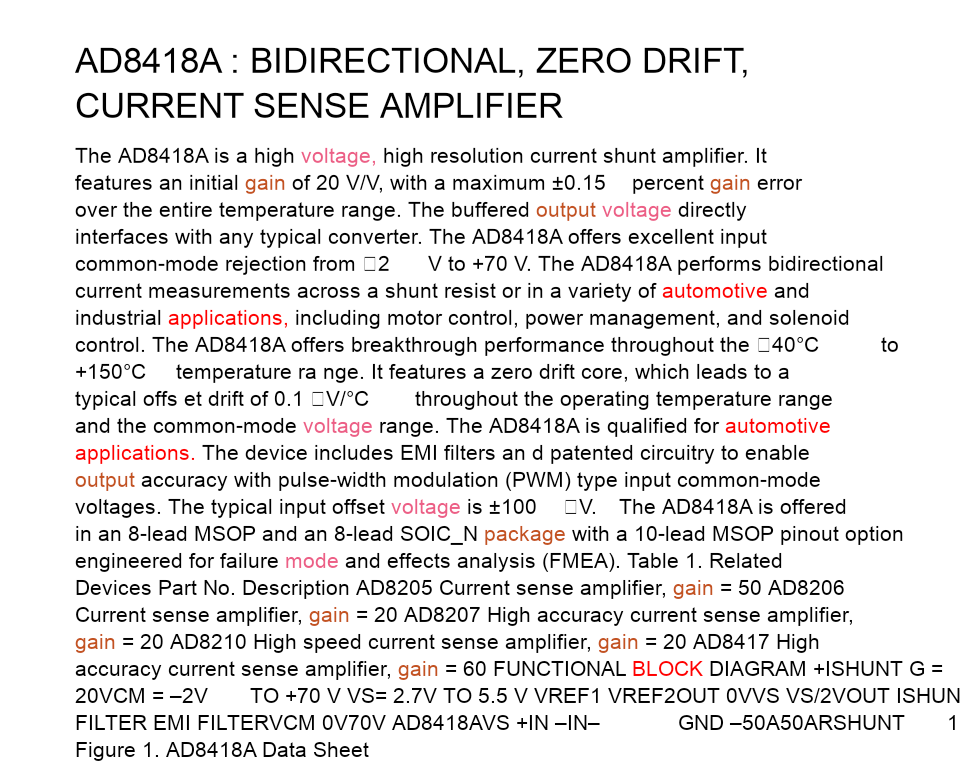 AD8418A : BIDIRECTIONAL, ZERO DRIFT,
CURRENT SENSE AMPLIFIER
The AD8418A is a high voltage, high resolution current shunt amplifier. It
features an initial gain of 20 V/V, with a maximum ±0.15 percent gain error
over the entire temperature range. The buffered output voltage directly
interfaces with any typical converter. The AD8418A offers excellent input
common-mode rejection from □2 V to +70 V. The AD8418A performs bidirectional
current measurements across a shunt resist or in a variety of automotive and
industrial applications, including motor control, power management, and solenoid
control. The AD8418A offers breakthrough performance throughout the □40°C to
+150°C temperature ra nge. It features a zero drift core, which leads to a
typical offs et drift of 0.1 □V/°C throughout the operating temperature range
and the common-mode voltage range. The AD8418A is qualified for automotive
applications. The device includes EMI filters an d patented circuitry to enable
output accuracy with pulse-width modulation (PWM) type input common-mode
voltages. The typical input offset voltage is ±100 □V. The AD8418A is offered
in an 8-lead MSOP and an 8-lead SOIC_N package with a 10-lead MSOP pinout option
engineered for failure mode and effects analysis (FMEA). Table 1. Related
Devices Part No. Description AD8205 Current sense amplifier, gain = 50 AD8206
Current sense amplifier, gain = 20 AD8207 High accuracy current sense amplifier,
gain = 20 AD8210 High speed current sense amplifier, gain = 20 AD8417 High
accuracy current sense amplifier, gain = 60 FUNCTIONAL BLOCK DIAGRAM +ISHUNT G =
20VCM = –2V TO +70 V VS= 2.7V TO 5.5 V VREF1 VREF2OUT 0VVS VS/2VOUT ISHUN
FILTER EMI FILTERVCM 0V70V AD8418AVS +IN –IN– GND –50A50ARSHUNT 1
Figure 1. AD8418A Data Sheet